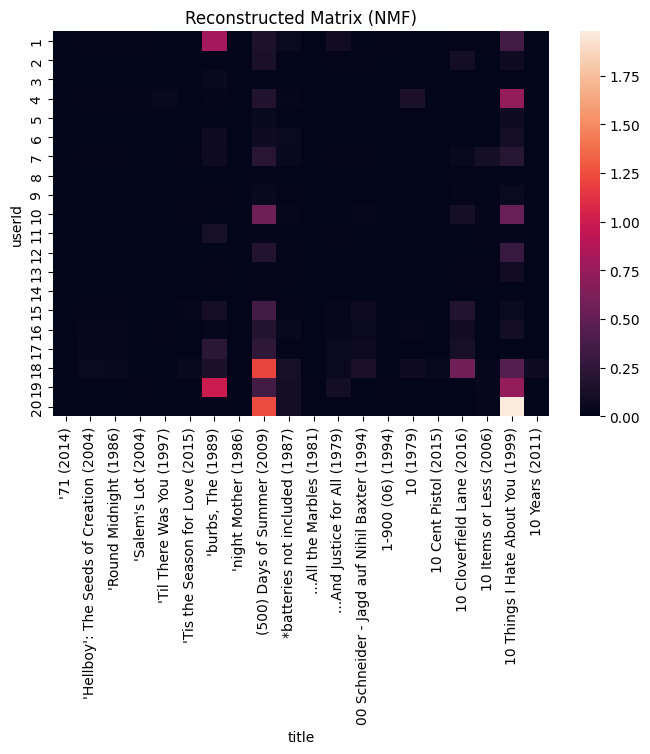 Reconstructed Matrix (NMF)
userId
1
2
3
4
5
6
7
8
9
10
11
12
13
14
15
16
17
18
19
20
'71 (2014)
'Hellboy': The Seeds of Creation (2004)
'Round Midnight (1986)
'Salem's Lot (2004)
'Til There Was You (1997)
'Tis the Season for Love (2015)
'burbs, The (1989)
'night Mother (1986)
(500) Days of Summer (2009)
*batteries not included (1987)
...All the Marbles (1981)
...And Justice for All (1979)
00 Schneider - Jagd auf Nihil Baxter (1994)
1-900 (06) (1994)
10 (1979)
10 Cent Pistol (2015)
10 Cloverfield Lane (2016)
10 Items or Less (2006)
10 Things I Hate About You (1999)
10 Years (2011)
title
1.75
1.50
1.25
1.00
0.75
0.50
0.25
0.00